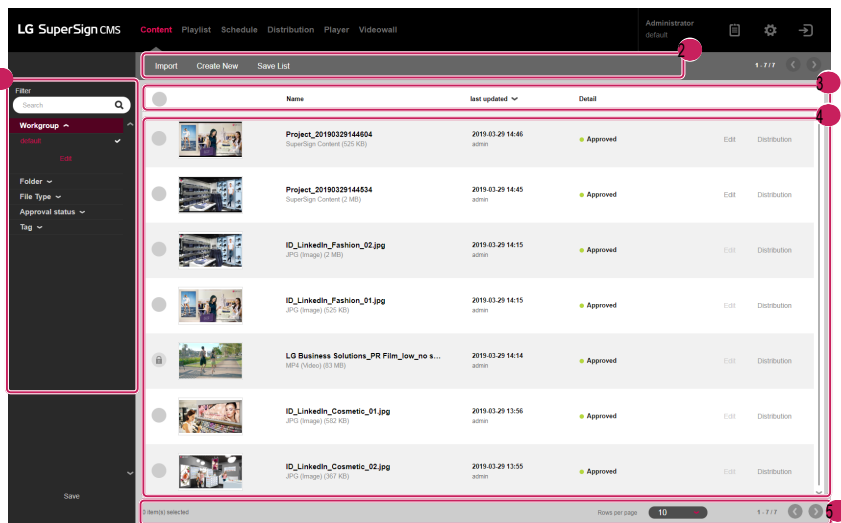 LG SuperSign CMS
Content Playlist Schedule Distribution Player Videowall
Administrator
default
Import Create New Save List
2
1 - 7 / 7
Filter
Search
Workgroup
default
Edit
Folder
File Type
Approval status
Tag
Save
Name last updated Detail
3
4
Project_20190329144604 2019-03-29 14:46 Approved Edit Distribution
SuperSign Content (525 KB) admin
Project_20190329144534 2019-03-29 14:45 Approved Edit Distribution
SuperSign Content (2 MB) admin
ID_LinkedIn_Fashion_02.jpg 2019-03-29 14:15 Approved Edit Distribution
JPG (Image) (2 MB) admin
ID_LinkedIn_Fashion_01.jpg 2019-03-29 14:15 Approved Edit Distribution
JPG (Image) (525 KB) admin
LG Business Solutions_PR Film_low_no s... 2019-03-29 14:14 Approved Edit Distribution
MP4 (Video) (83 MB) admin
ID_LinkedIn_Cosmetic_01.jpg 2019-03-29 13:56 Approved Edit Distribution
JPG (Image) (582 KB) admin
ID_LinkedIn_Cosmetic_02.jpg 2019-03-29 13:55 Approved Edit Distribution
JPG (Image) (367 KB) admin
item(s) selected Rows per page 10 1 - 7 / 7
5